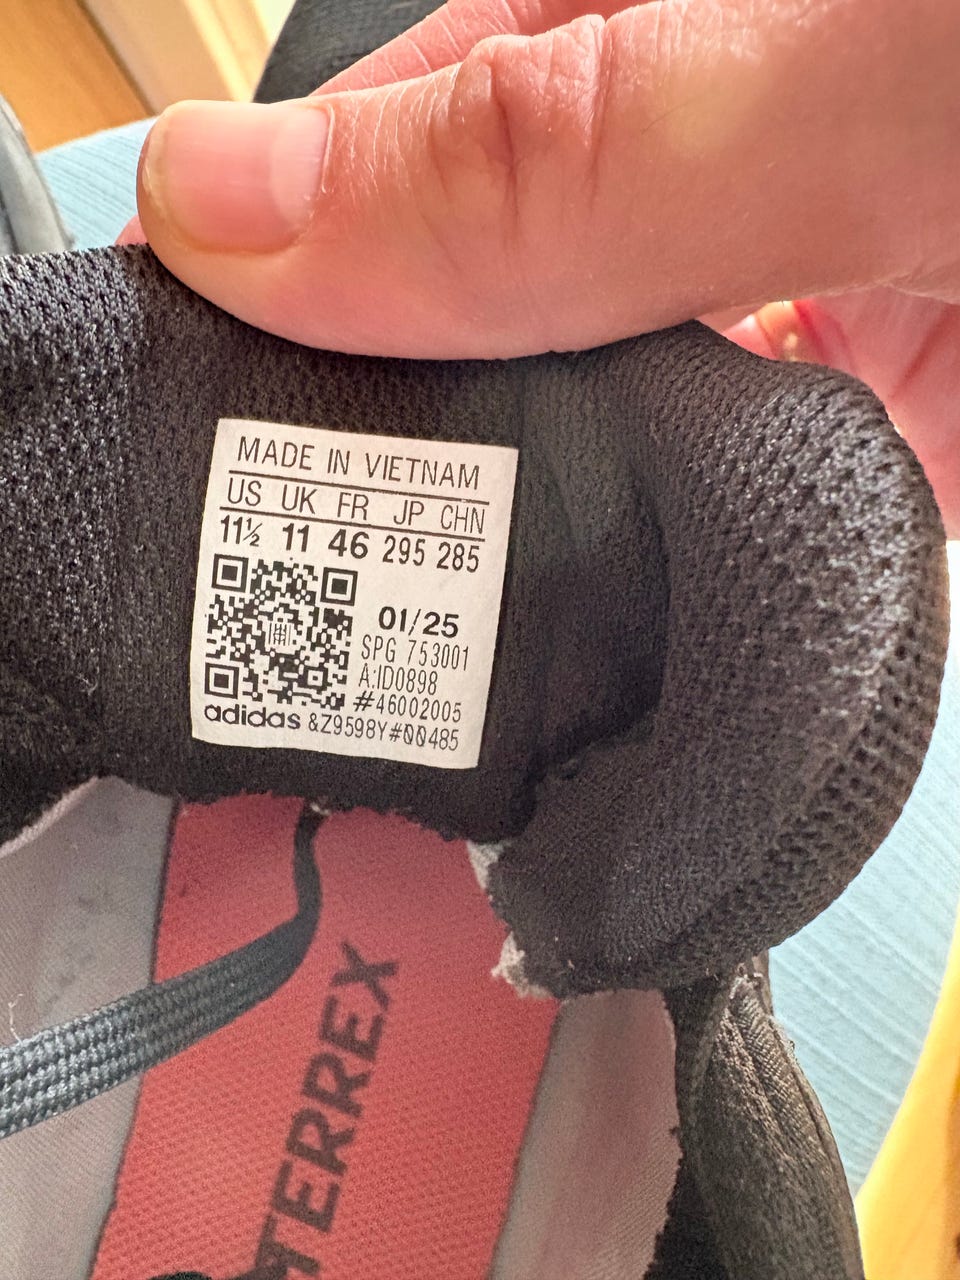 MADE IN VIETNAM
US UK FR JP CHN
11½ 11 46 295 285
01/25
SPG 753001
A:ID0898
#46002005
adidas &Z9598Y#00485
TERREX